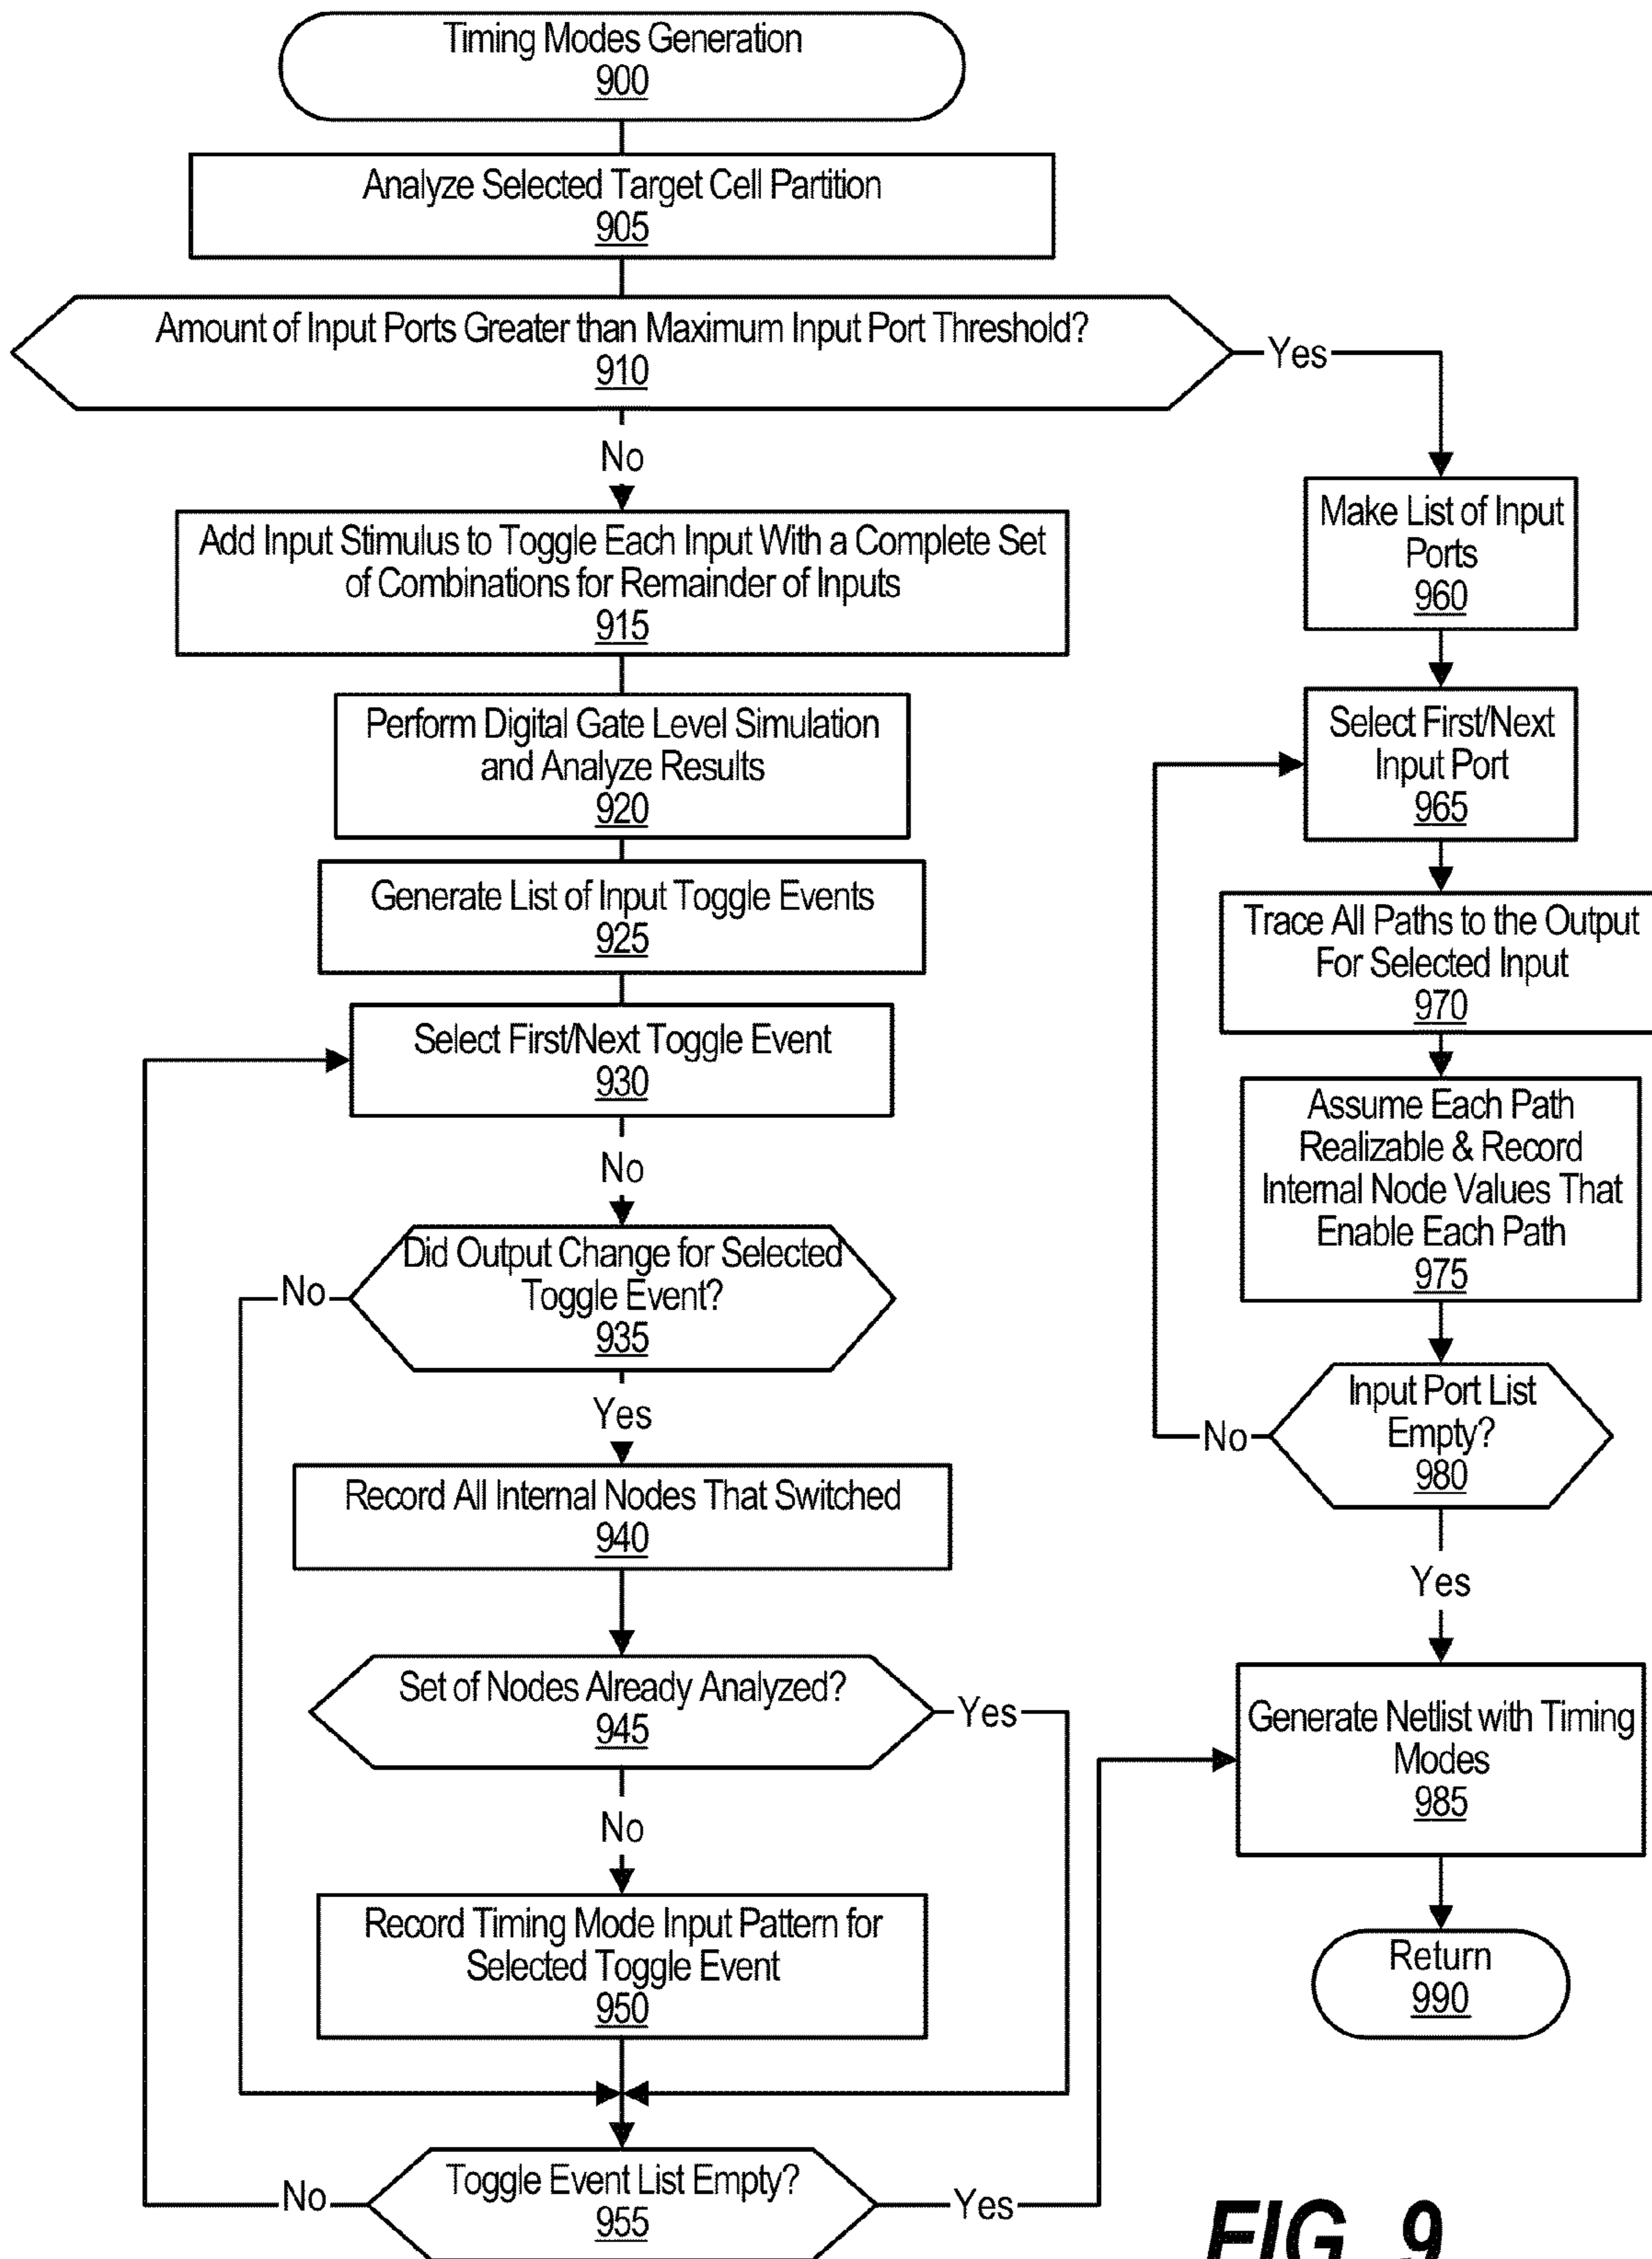 Timing Modes Generation
900
Analyze Selected Target Cell Partition
905
Amount of Input Ports Greater than Maximum Input Port Threshold?
910
Yes
No
Add Input Stimulus to Toggle Each Input With a Complete Set
of Combinations for Remainder of Inputs
915
Perform Digital Gate Level Simulation
and Analyze Results
920
Generate List of Input Toggle Events
925
Select First/Next Toggle Event
930
No
Did Output Change for Selected
Toggle Event?
935
No
Yes
Record All Internal Nodes That Switched
940
Set of Nodes Already Analyzed?
945
Yes
No
Record Timing Mode Input Pattern for
Selected Toggle Event
950
Toggle Event List Empty?
955
No
Yes
Make List of Input
Ports
960
Select First/Next
Input Port
965
Trace All Paths to the Output
For Selected Input
970
Assume Each Path
Realizable & Record
Internal Node Values That
Enable Each Path
975
Input Port List
Empty?
980
No
Yes
Generate Netlist with Timing
Modes
985
Return
990
FIG. 9